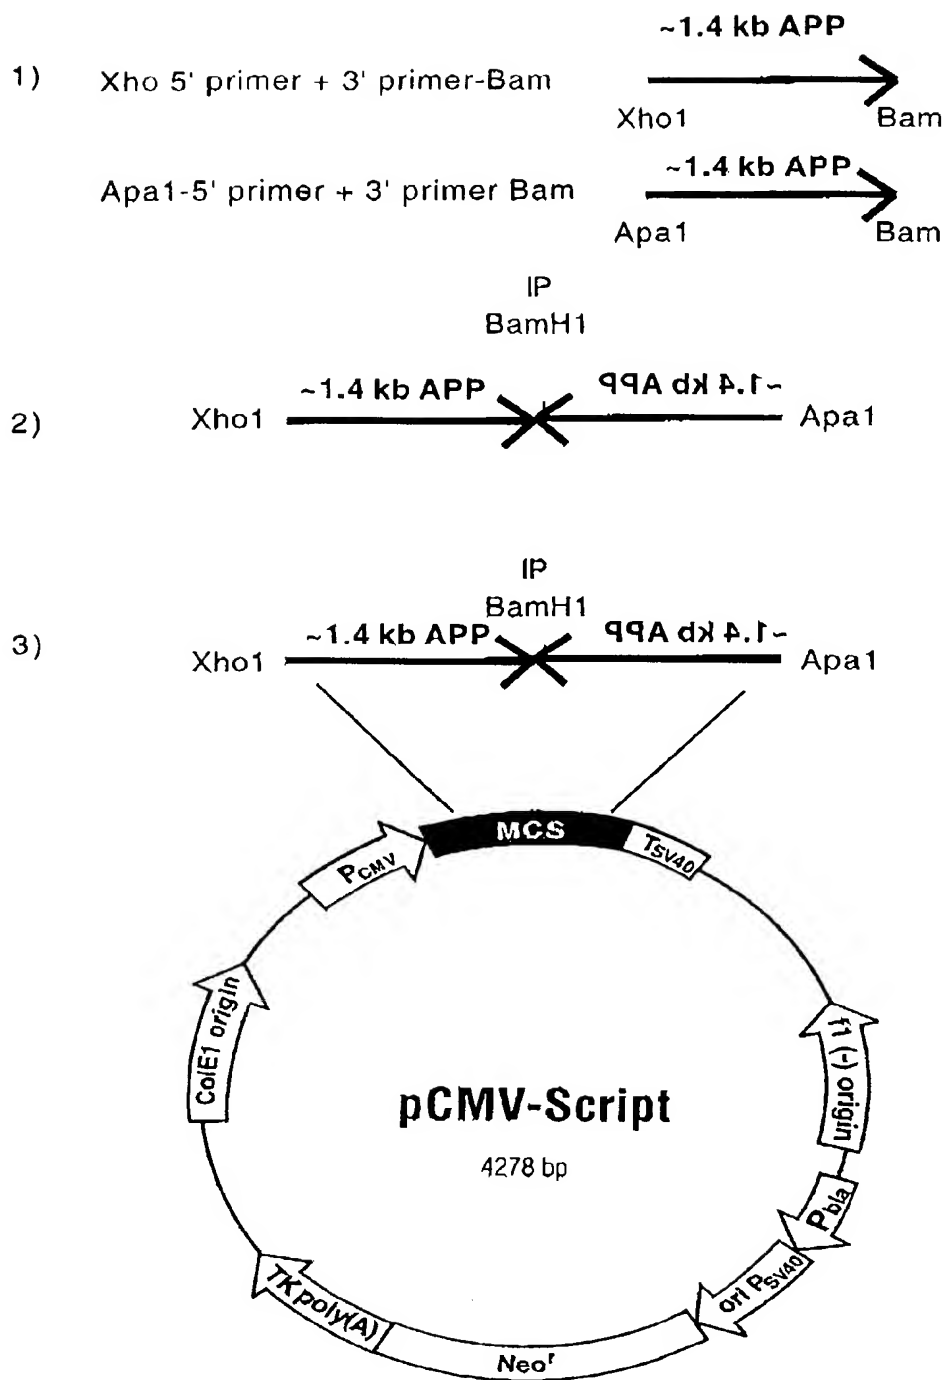 ~1.4 kb APP
1) Xho 5' primer + 3' primer-Bam
Xho1 Bam
~1.4 kb APP
Apa1-5' primer + 3' primer Bam
Apa1 Bam
IP
BamH1
2) Xho1 ~1.4 kb APP ~1.4 kb APP Apa1
IP
BamH1
3) Xho1 ~1.4 kb APP ~1.4 kb APP Apa1
MCS
PCMV
TSV40
ColE1 origin
f1 (-) origin
pCMV-Script
4278 bp
Pbla
ori PSV40
TK poly(A)
Neoʳ